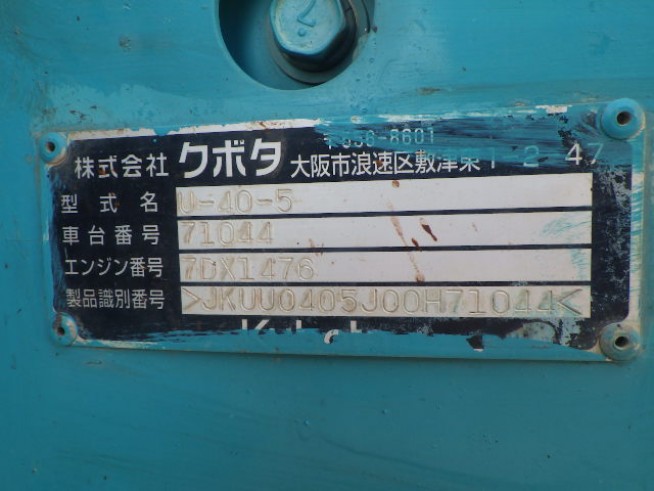 7
〒556-8601
株式会社 クボタ 大阪市浪速区敷津東1-2-47
型式名 U-40-5
車台番号 71044
エンジン番号 7DX1476
製品識別番号 >JKUU0405J00H71044<